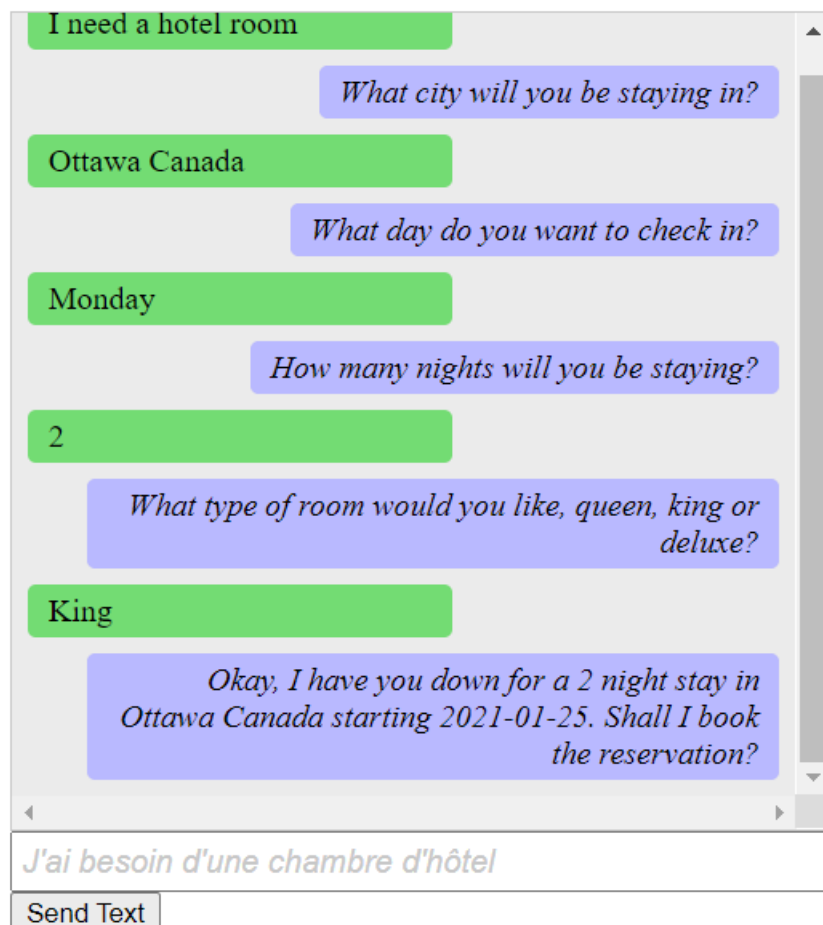 I need a hotel room
What city will you be staying in?
Ottawa Canada
What day do you want to check in?
Monday
How many nights will you be staying?
2
What type of room would you like, queen, king or
deluxe?
King
Okay, I have you down for a 2 night stay in
Ottawa Canada starting 2021-01-25. Shall I book
the reservation?
J'ai besoin d'une chambre d'hôtel
Send Text